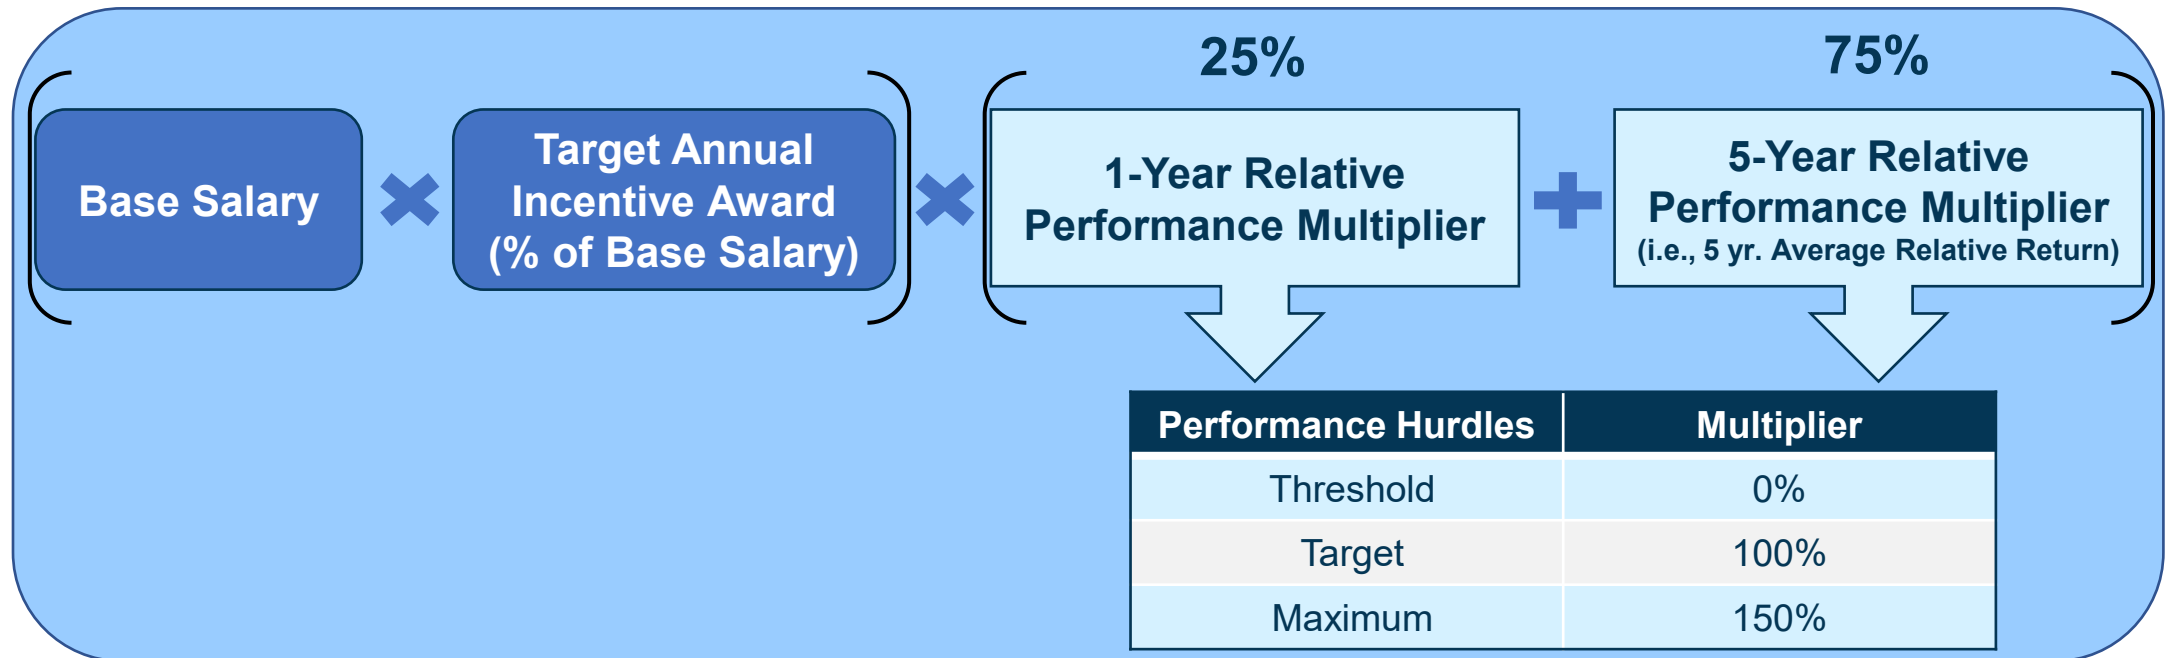 25%
75%
Base Salary
Target Annual
Incentive Award
(% of Base Salary)
1-Year Relative
Performance Multiplier
5-Year Relative
Performance Multiplier
(i.e., 5 yr. Average Relative Return)
Performance Hurdles Multiplier
Threshold 0%
Target 100%
Maximum 150%